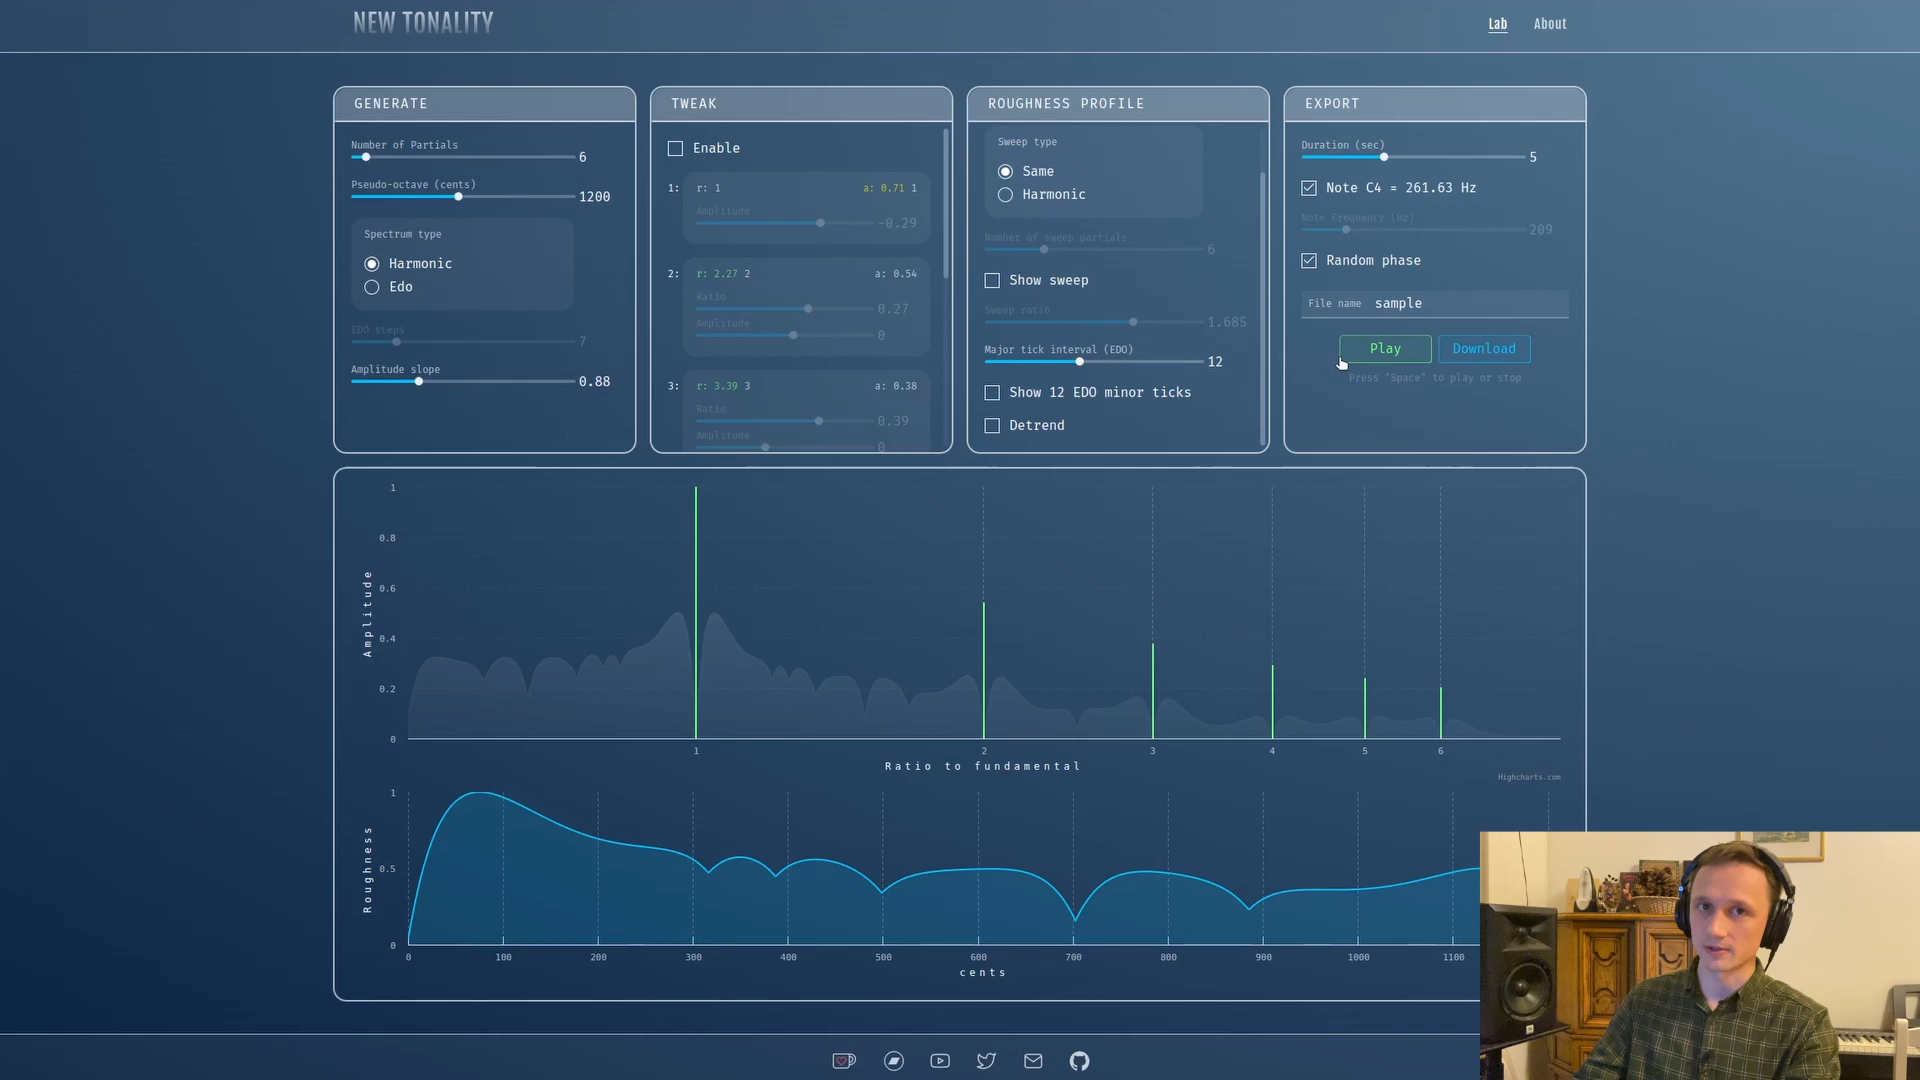 NEW TONALITY
Lab
About
GENERATE
Number of Partials
6
Pseudo-octave (cents)
1200
Spectrum type
Harmonic
Edo
EDO steps
7
Amplitude slope
0.88
TWEAK
Enable
1:
r: 1
a: 0.71 1
Amplitude
-0.29
2:
r: 2.27 2
a: 0.54
Ratio
0.27
Amplitude
0
3:
r: 3.39 3
a: 0.38
Ratio
0.39
Amplitude
0
ROUGHNESS PROFILE
Sweep type
Same
Harmonic
Number of sweep partials
6
Show sweep
Sweep ratio
1.685
Major tick interval (EDO)
12
Show 12 EDO minor ticks
Detrend
EXPORT
Duration (sec)
5
Note C4 = 261.63 Hz
Note Frequency (Hz)
209
Random phase
File name sample
Play
Download
Press "Space" to play or stop
Amplitude
1
0.8
0.6
0.4
0.2
0
1 2 3 4 5 6
Ratio to fundamental
Highcharts.com
Roughness
1
0.5
0
0 100 200 300 400 500 600 700 800 900 1000 1100
cents